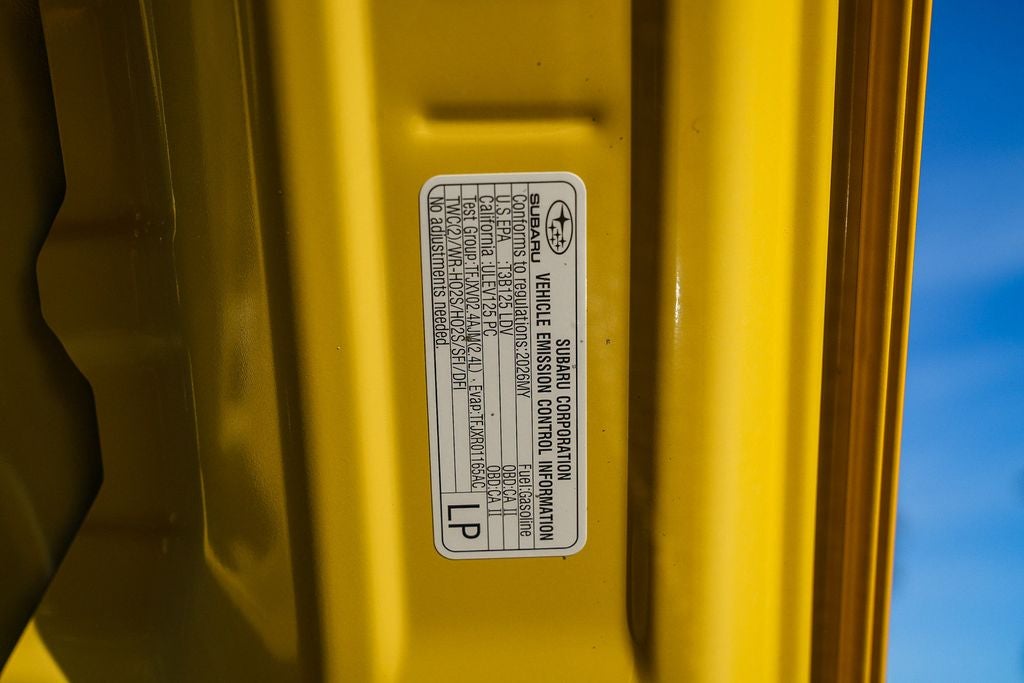 SUBARU CORPORATION
SUBARU VEHICLE EMISSION CONTROL INFORMATION
Conforms to regulations:2026MY Fuel:Gasoline
U.S.EPA :T3B125 LDV OBD:CA II
California :ULEV125 PC OBD:CA II
Test Group:TFJXV02.4AJM(2.4L) · Evap:TFJXR01165AC
TWC(2)/WR-HO2S/HO2S/SFI/DFI
No adjustments needed
LP